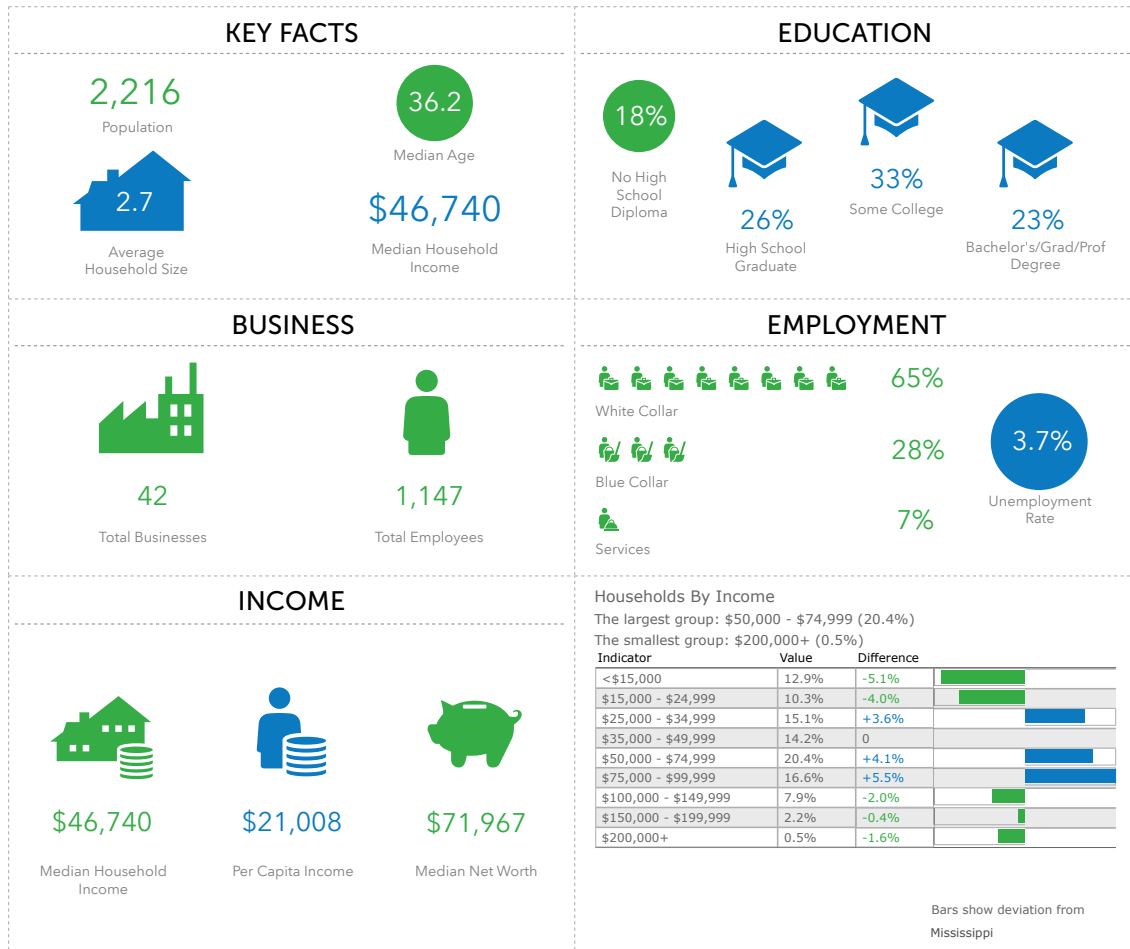 KEY FACTS
2,216
Population
36.2
Median Age
2.7
Average
Household Size
$46,740
Median Household
Income
EDUCATION
18%
No High
School
Diploma
26%
High School
Graduate
33%
Some College
23%
Bachelor's/Grad/Prof
Degree
BUSINESS
42
Total Businesses
1,147
Total Employees
EMPLOYMENT
65%
White Collar
28%
Blue Collar
7%
Services
3.7%
Unemployment
Rate
INCOME
$46,740
Median Household
Income
$21,008
Per Capita Income
$71,967
Median Net Worth
Households By Income
The largest group: $50,000 - $74,999 (20.4%)
The smallest group: $200,000+ (0.5%)
Indicator Value Difference
<$15,000 12.9% -5.1%
$15,000 - $24,999 10.3% -4.0%
$25,000 - $34,999 15.1% +3.6%
$35,000 - $49,999 14.2% 0
$50,000 - $74,999 20.4% +4.1%
$75,000 - $99,999 16.6% +5.5%
$100,000 - $149,999 7.9% -2.0%
$150,000 - $199,999 2.2% -0.4%
$200,000+ 0.5% -1.6%
Bars show deviation from
Mississippi